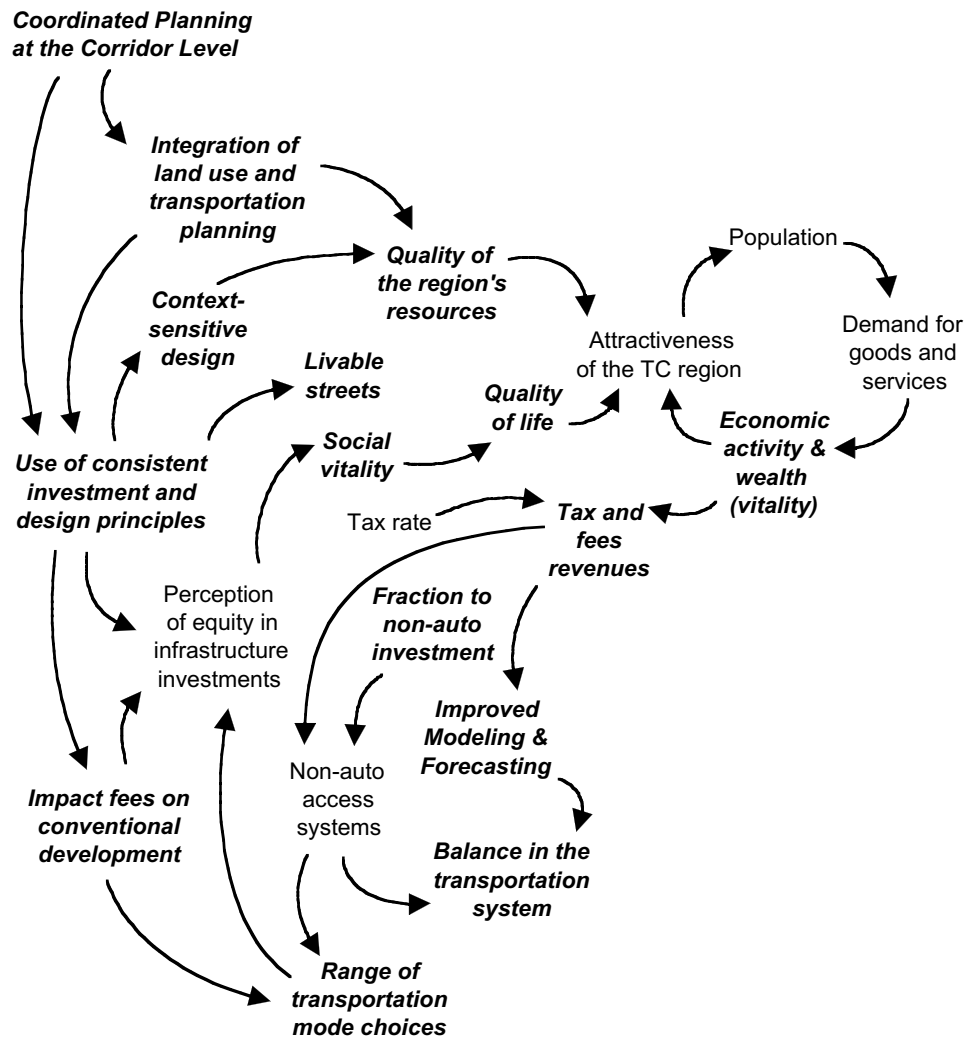 Coordinated Planning
at the Corridor Level
Integration of
land use and
transportation
planning
Quality of
the region's
resources
Population
Context-
sensitive
design
Attractiveness
of the TC region
Demand for
goods and
services
Livable
streets
Quality
of life
Economic
activity &
wealth
(vitality)
Social
vitality
Use of consistent
investment and
design principles
Tax rate
Tax and
fees
revenues
Perception
of equity in
infrastructure
investments
Fraction to
non-auto
investment
Improved
Modeling &
Forecasting
Non-auto
access
systems
Impact fees on
conventional
development
Balance in the
transportation
system
Range of
transportation
mode choices